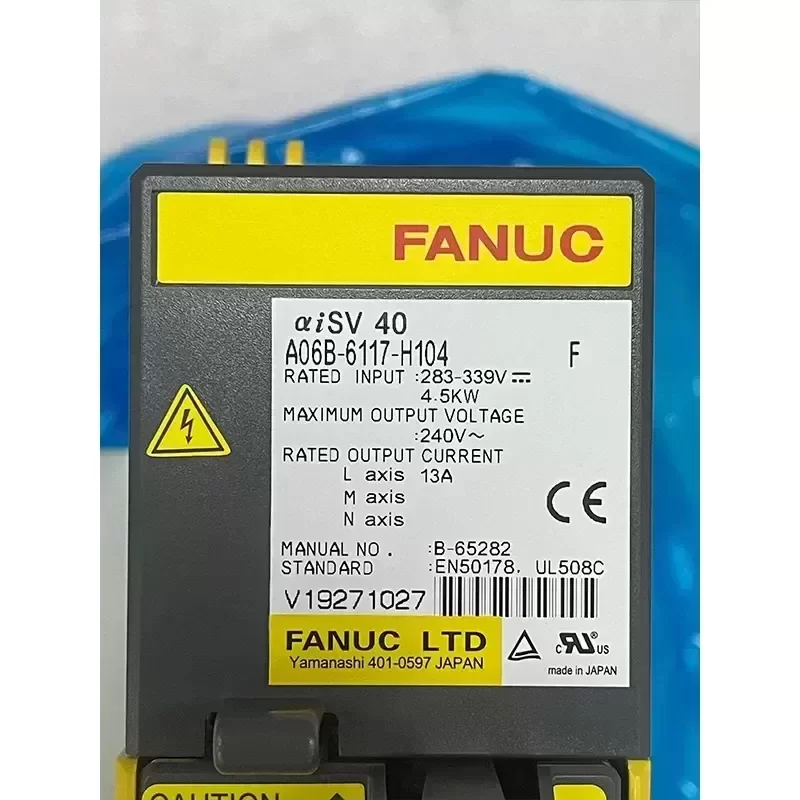 FANUC
αiSV 40
A06B-6117-H104 F
RATED INPUT :283-339V⎓
4.5KW
MAXIMUM OUTPUT VOLTAGE
:240V~
RATED OUTPUT CURRENT
L axis 13A
M axis
N axis
CE
MANUAL NO. :B-65282
STANDARD :EN50178, UL508C
V19271027
FANUC LTD
Yamanashi 401-0597 JAPAN
c RU ® US
made in JAPAN
CAUTION